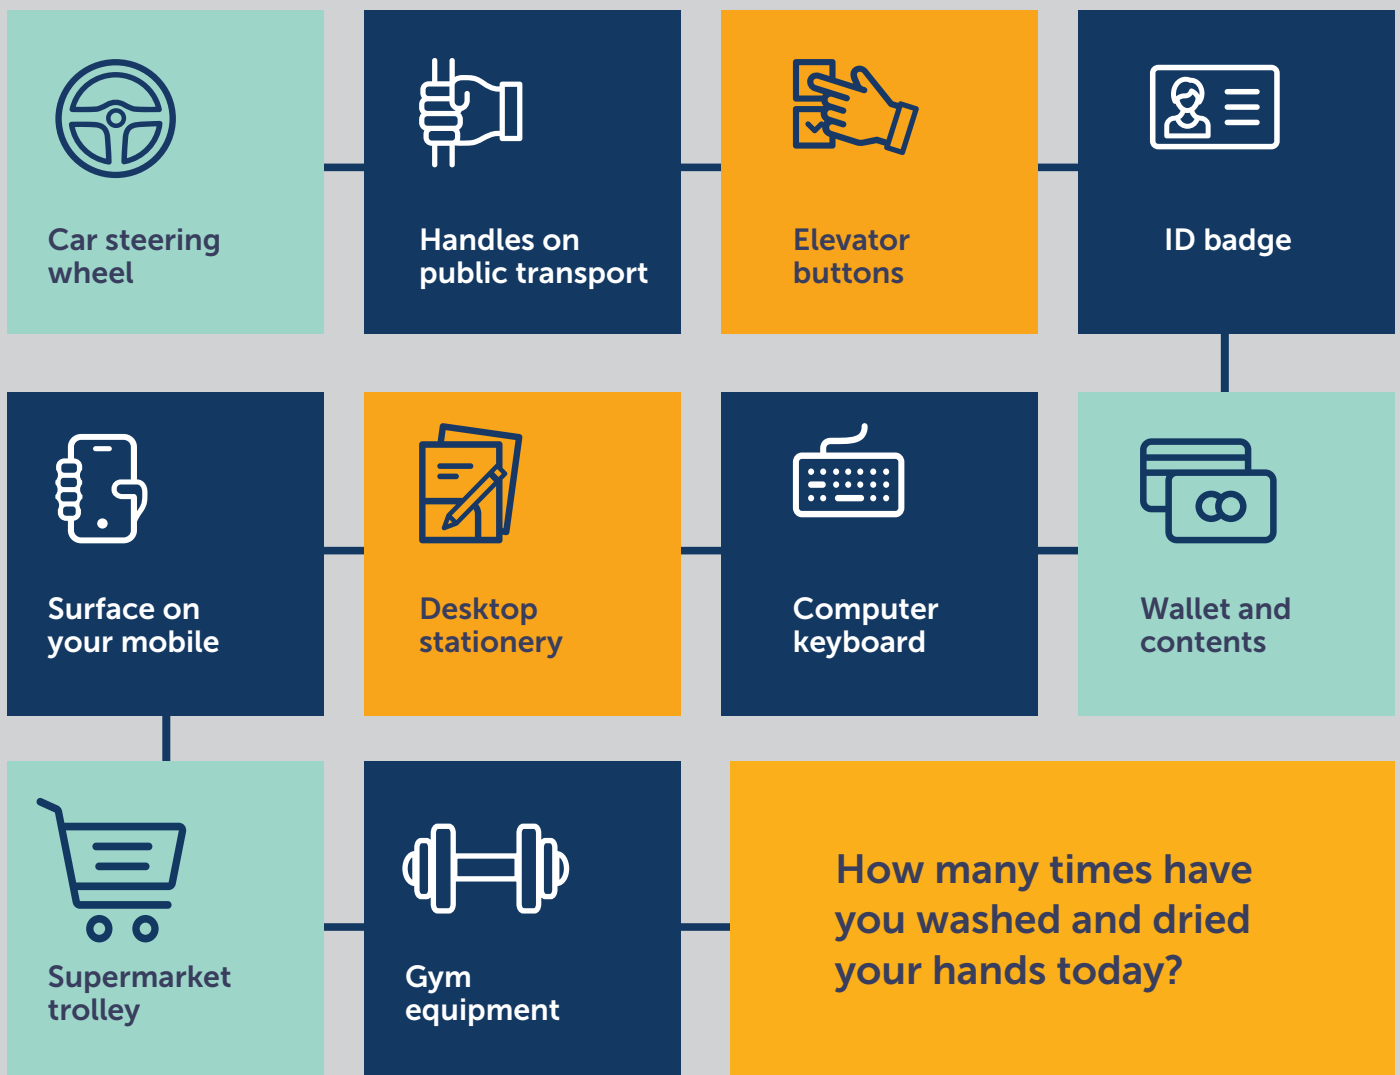 Car steering
wheel
Handles on
public transport
Elevator
buttons
ID badge
Surface on
your mobile
Desktop
stationery
Computer
keyboard
Wallet and
contents
Supermarket
trolley
Gym
equipment
How many times have
you washed and dried
your hands today?